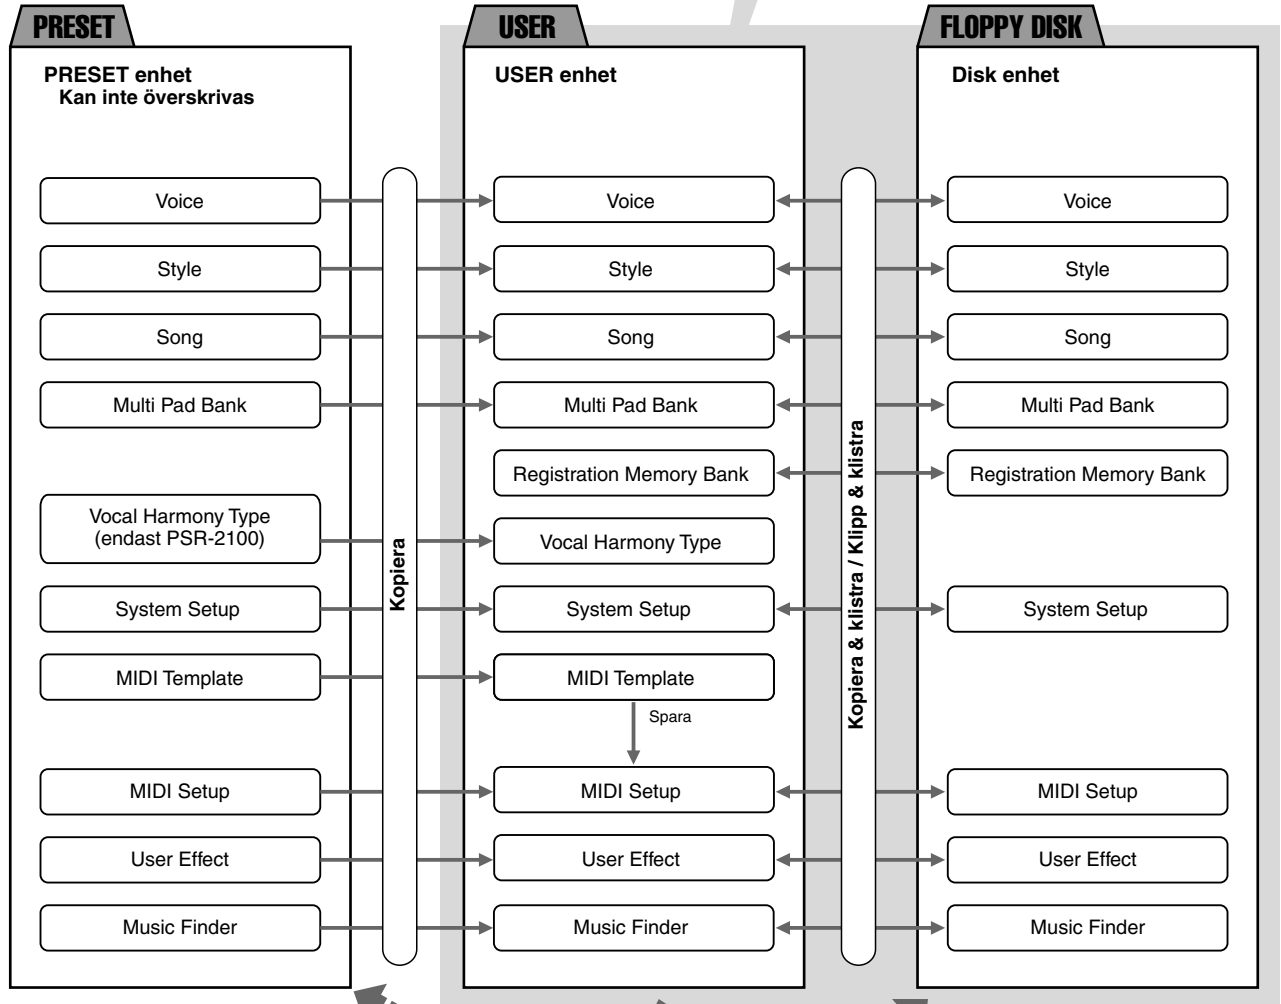 PRESET
PRESET enhet
Kan inte överskrivas
Voice
Style
Song
Multi Pad Bank
Vocal Harmony Type
(endast PSR-2100)
System Setup
MIDI Template
MIDI Setup
User Effect
Music Finder
Kopiera
USER
USER enhet
Voice
Style
Song
Multi Pad Bank
Registration Memory Bank
Vocal Harmony Type
System Setup
MIDI Template
Spara
MIDI Setup
User Effect
Music Finder
Kopiera & klistra / Klipp & klistra
FLOPPY DISK
Disk enhet
Voice
Style
Song
Multi Pad Bank
Registration Memory Bank
System Setup
MIDI Setup
User Effect
Music Finder